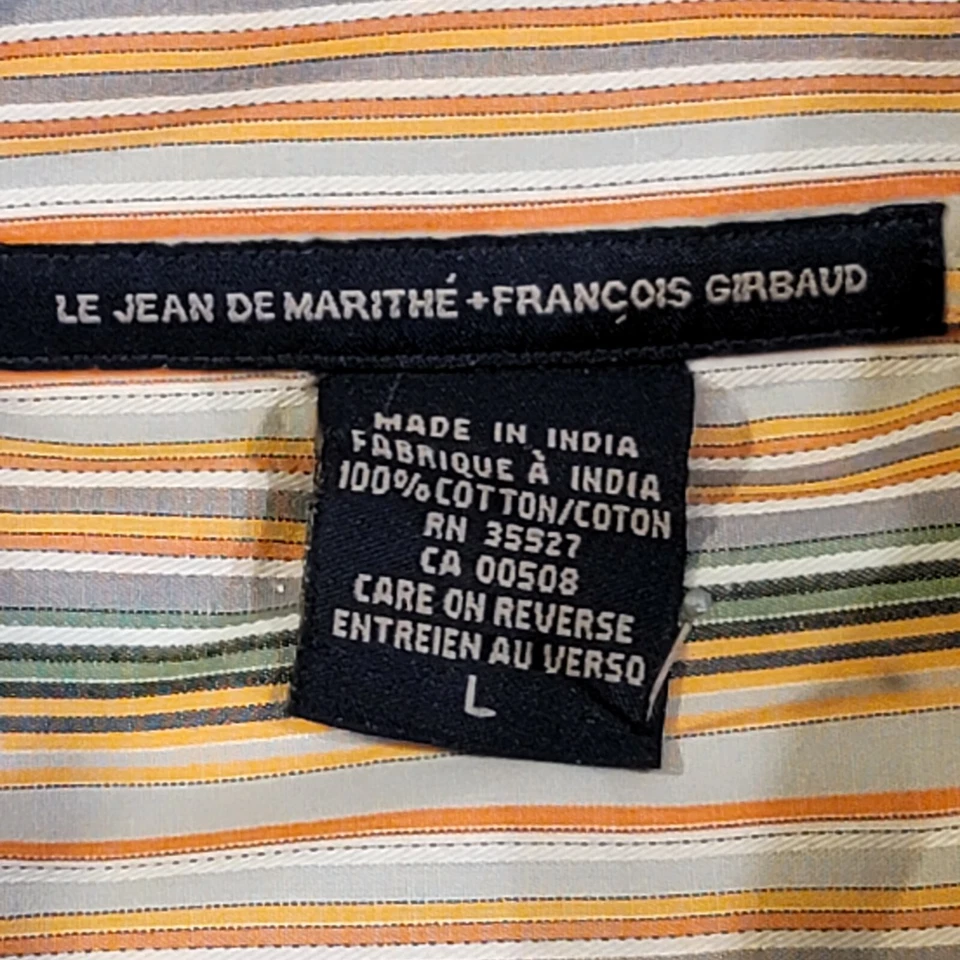 LE JEAN DE MARITHÉ +FRANÇOIS GIRBAUD
MADE IN INDIA
FABRIQUE À INDIA
100% COTTON/COTON
RN 35527
CA 00508
CARE ON REVERSE
ENTREIEN AU VERSO
L